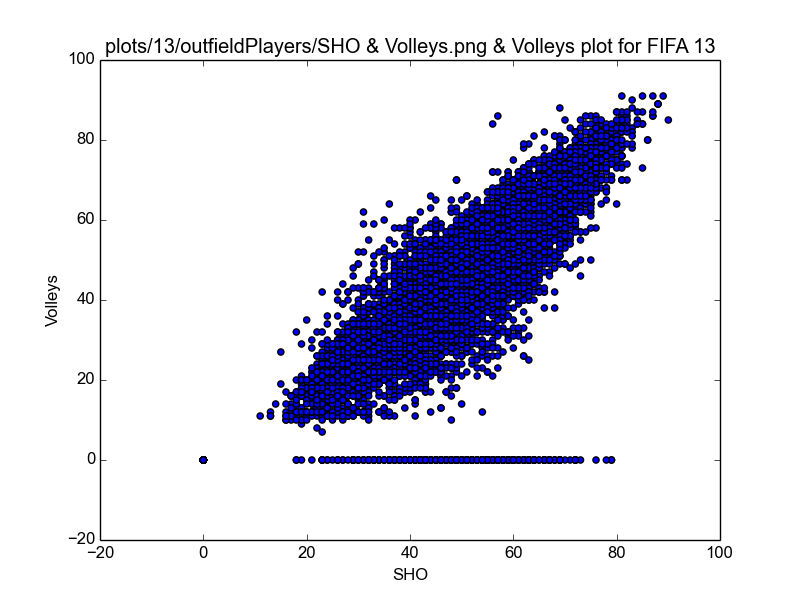 plots/13/outfieldPlayers/SHO & Volleys.png & Volleys plot for FIFA 13
100
80
60
40
20
0
−20
Volleys
−20 0 20 40 60 80 100
SHO